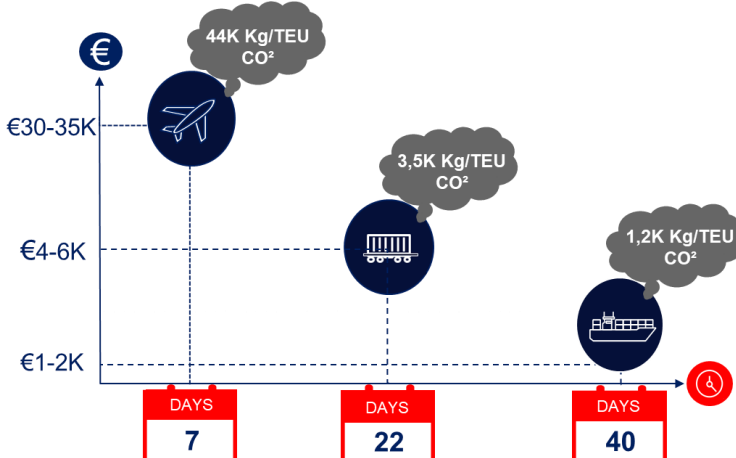 44K Kg/TEU
CO²
€
€30-35K
3,5K Kg/TEU
CO²
€4-6K
1,2K Kg/TEU
CO²
€1-2K
DAYS
7
DAYS
22
DAYS
40